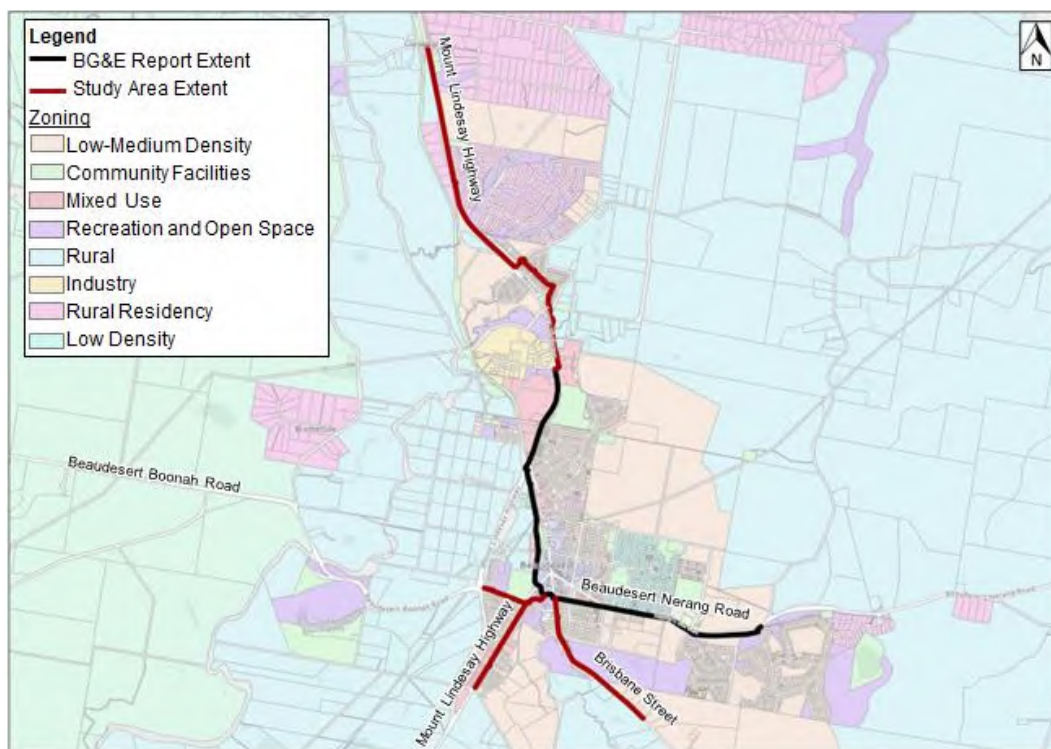 Legend
BG&E Report Extent
Study Area Extent
Zoning
Low-Medium Density
Community Facilities
Mixed Use
Recreation and Open Space
Rural
Industry
Rural Residency
Low Density
N
Mount Lindesay Highway
Beaudesert Boonah Road
Beaudesert Nerang Road
Mount Lindesay Highway
Brisbane Street